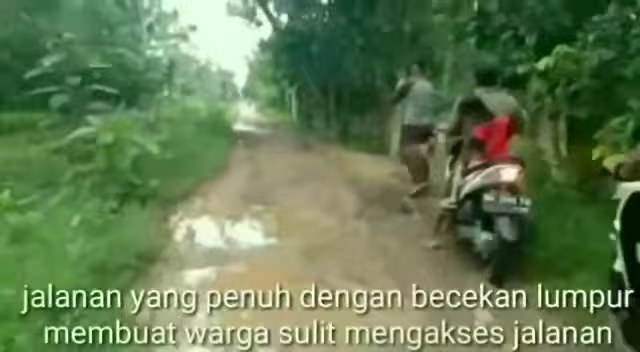 jalanan yang penuh dengan becekan lumpur
membuat warga sulit mengakses jalanan